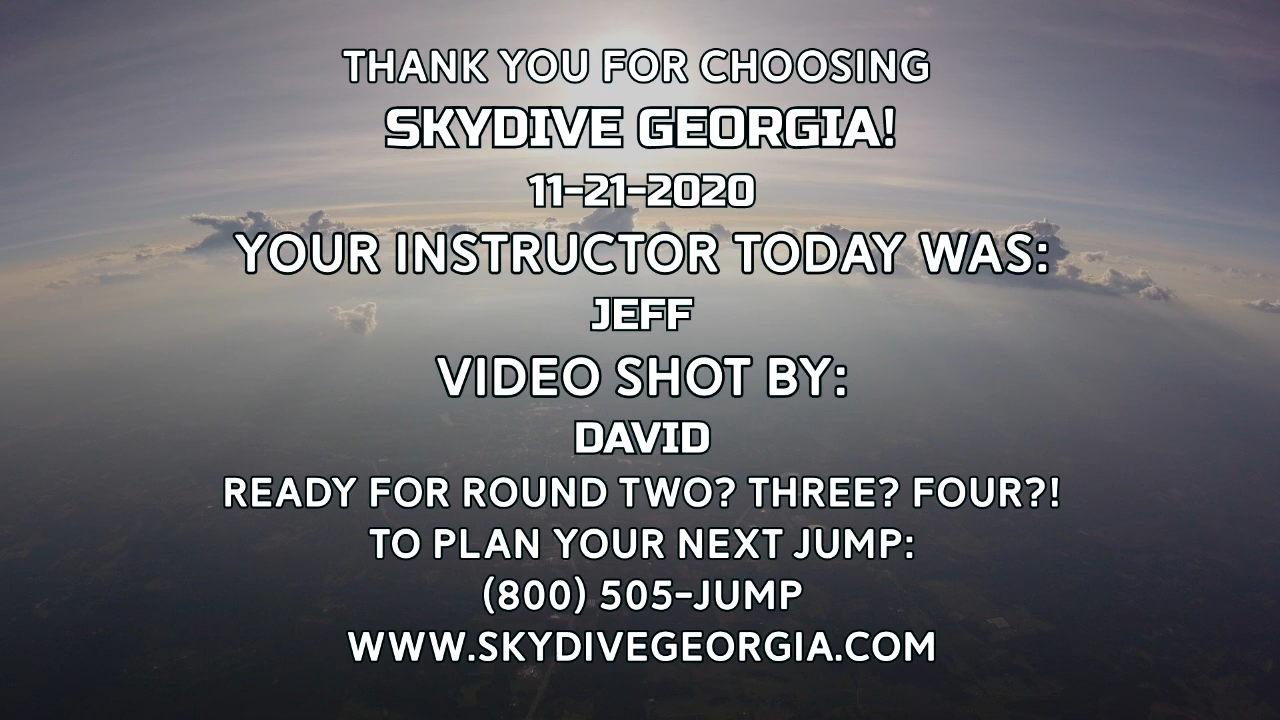 THANK YOU FOR CHOOSING
SKYDIVE GEORGIA!
11-21-2020
YOUR INSTRUCTOR TODAY WAS:
JEFF
VIDEO SHOT BY:
DAVID
READY FOR ROUND TWO? THREE? FOUR?!
TO PLAN YOUR NEXT JUMP:
(800) 505-JUMP
WWW.SKYDIVEGEORGIA.COM